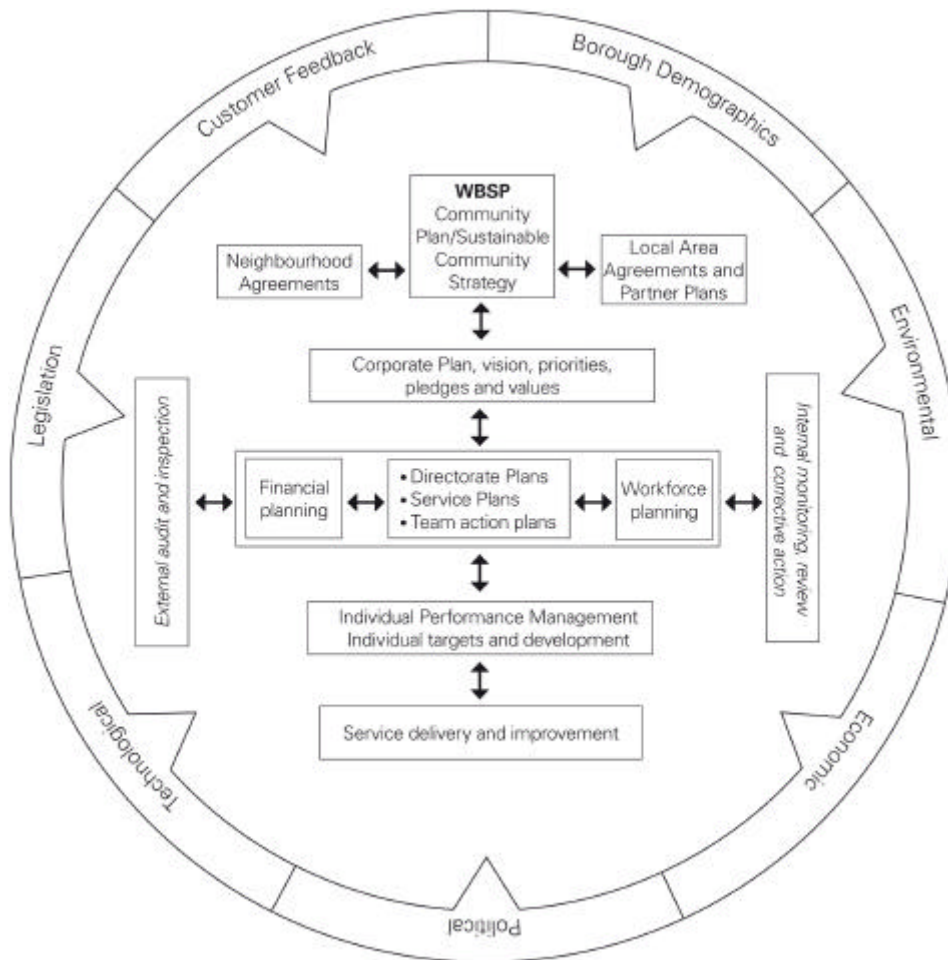 Customer Feedback
Borough Demographics
WBSP
Community
Plan/Sustainable
Community
Strategy
Neighbourhood
Agreements
Local Area
Agreements and
Partner Plans
Legislation
Environmental
Corporate Plan, vision, priorities,
pledges and values
External audit and inspection
Financial
planning
• Directorate Plans
• Service Plans
• Team action plans
Workforce
planning
Internal monitoring, review
and corrective action
Individual Performance Management
Individual targets and development
Service delivery and improvement
Technological
Economic
Political